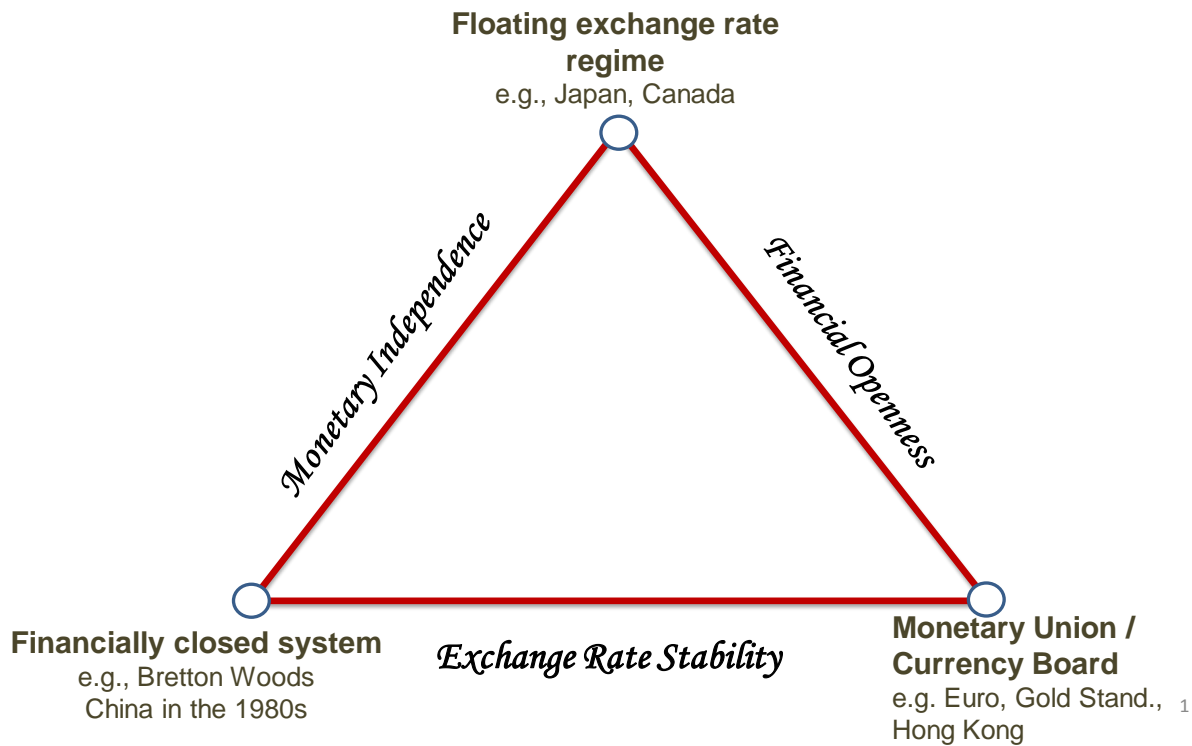 Floating exchange rate
regime
e.g., Japan, Canada
Monetary Independence
Financial Openness
Financially closed system
e.g., Bretton Woods
China in the 1980s
Exchange Rate Stability
Monetary Union /
Currency Board
e.g. Euro, Gold Stand.,
Hong Kong
1